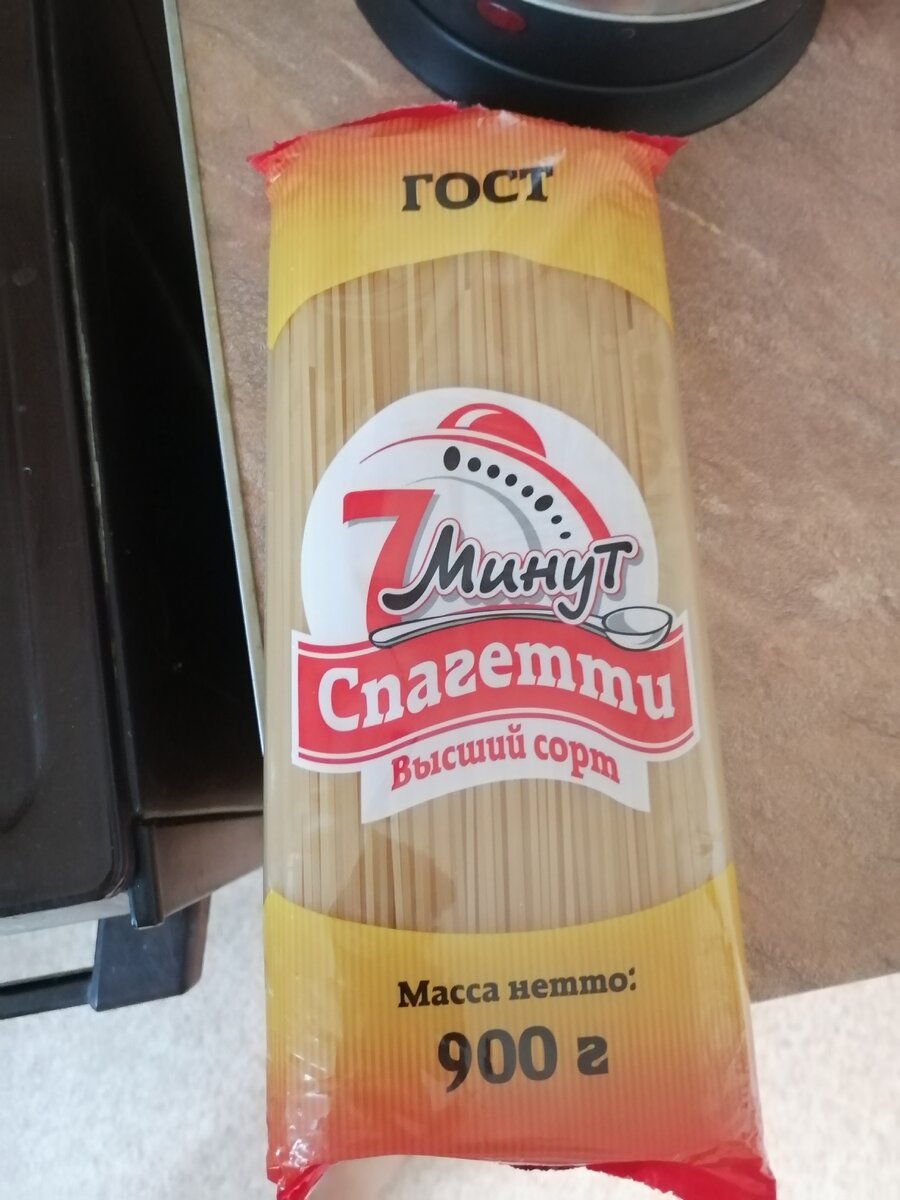 ГОСТ
7 Минут
Спагетти
Высший сорт
Масса нетто:
900 г